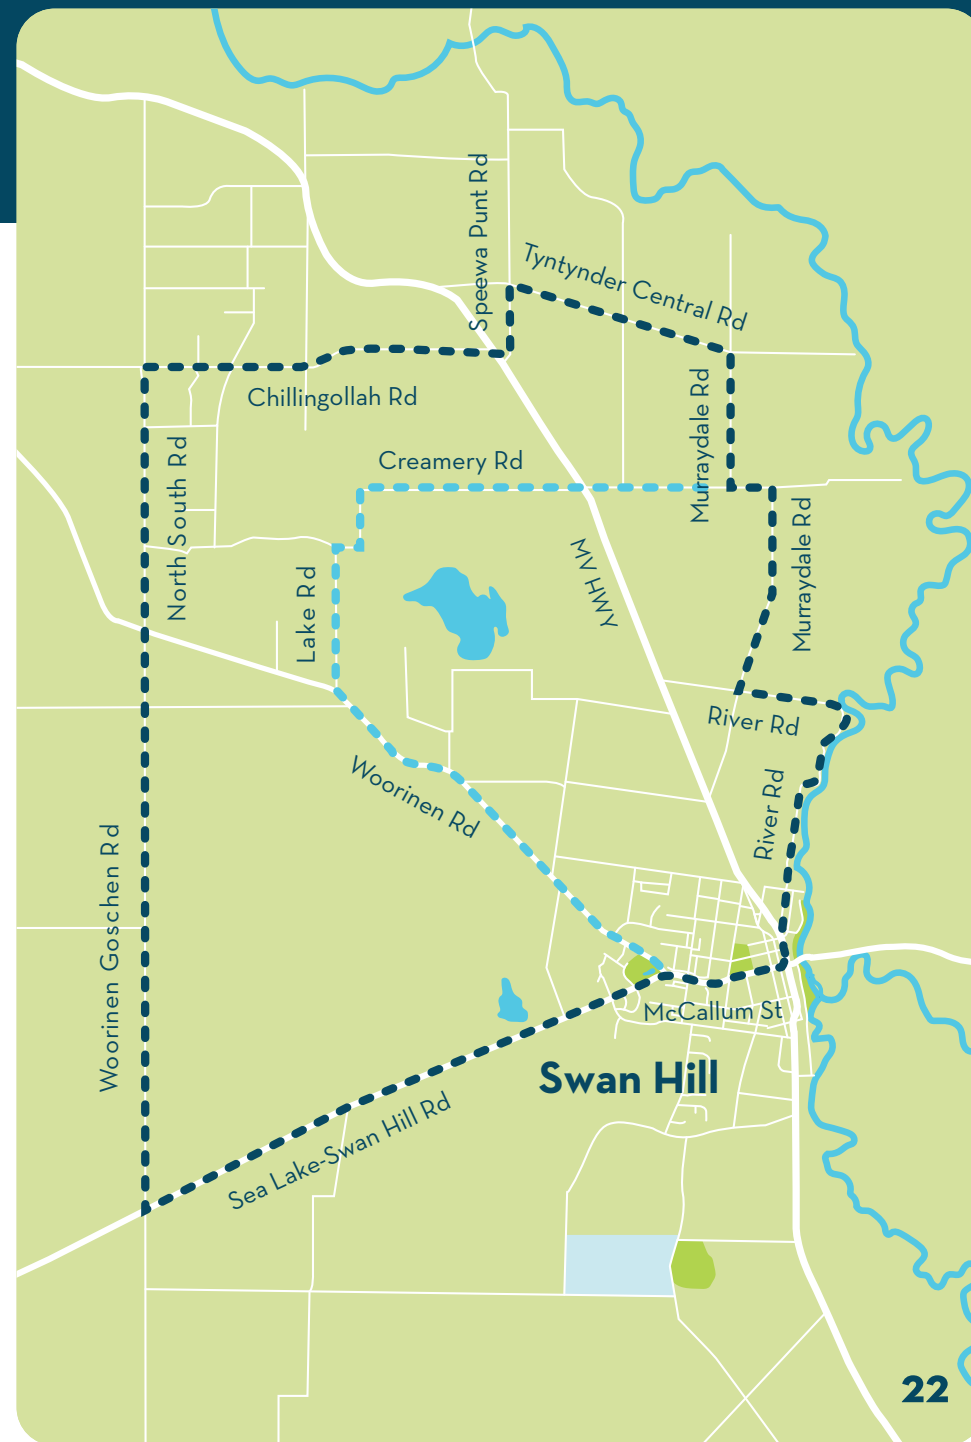 Speewa Punt Rd
Tyntynder Central Rd
Chillingollah Rd
Murraydale Rd
North South Rd
Creamery Rd
Murraydale Rd
Lake Rd
MV HWY
River Rd
Woorinen Rd
River Rd
Woorinen Goschen Rd
McCallum St
Swan Hill
Sea Lake-Swan Hill Rd
22